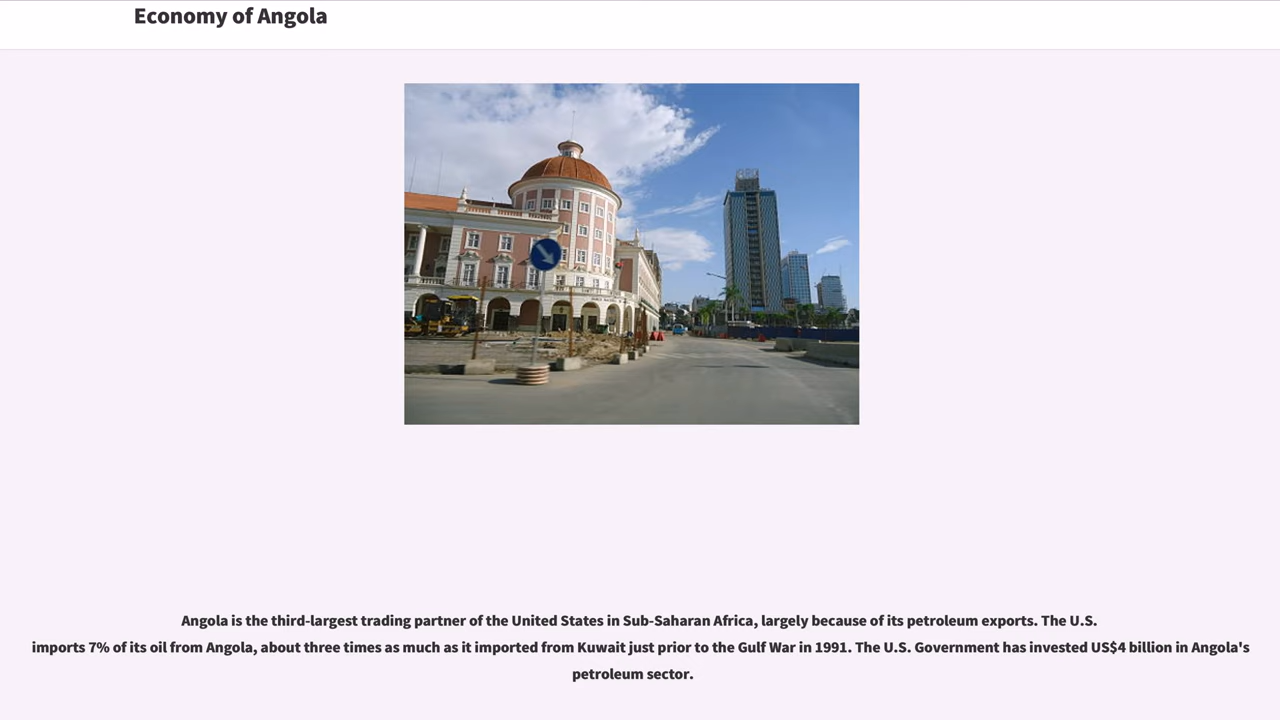 Economy of Angola
Angola is the third-largest trading partner of the United States in Sub-Saharan Africa, largely because of its petroleum exports. The U.S.
imports 7% of its oil from Angola, about three times as much as it imported from Kuwait just prior to the Gulf War in 1991. The U.S. Government has invested US$4 billion in Angola's
petroleum sector.